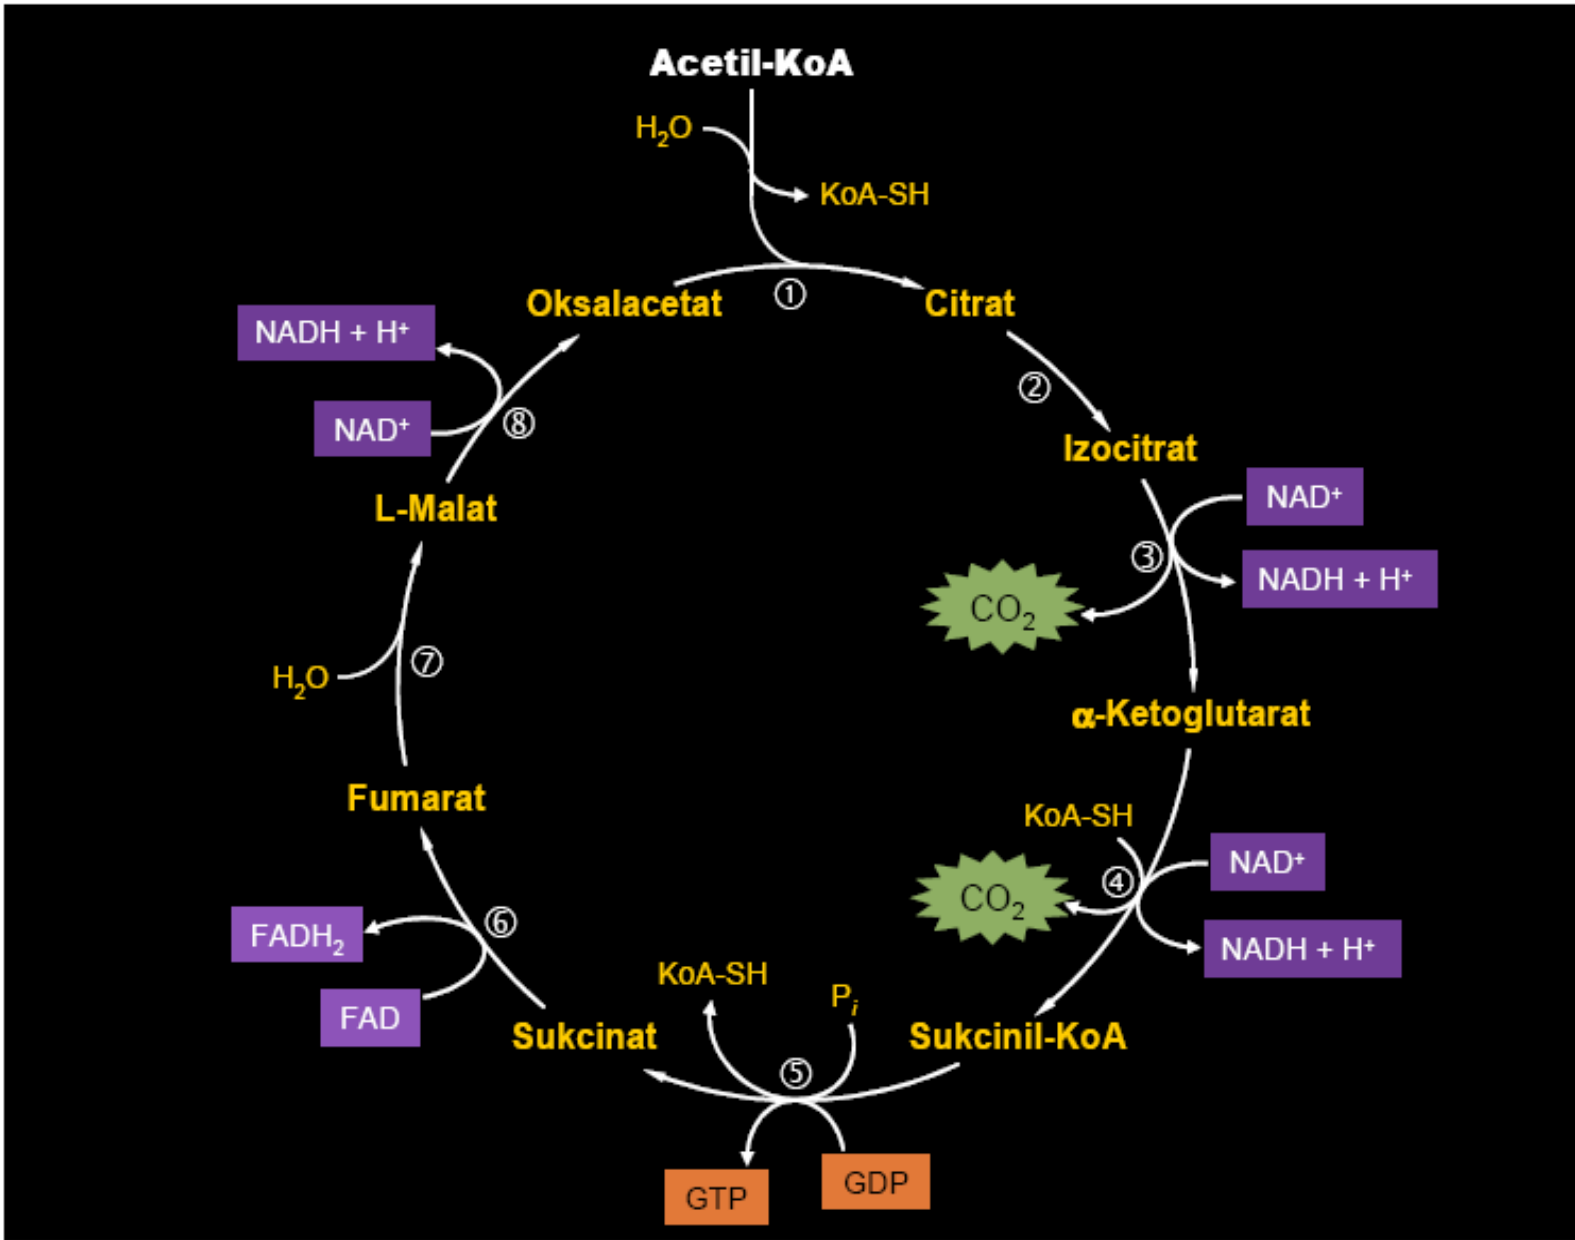 Acetil-KoA
H₂O
KoA-SH
Oksalacetat
①
Citrat
NADH + H⁺
②
NAD⁺
⑧
Izocitrat
L-Malat
NAD⁺
③
NADH + H⁺
CO₂
H₂O
⑦
α-Ketoglutarat
Fumarat
KoA-SH
NAD⁺
④
CO₂
FADH₂
⑥
NADH + H⁺
KoA-SH
Pᵢ
FAD
Sukcinat
Sukcinil-KoA
⑤
GTP
GDP